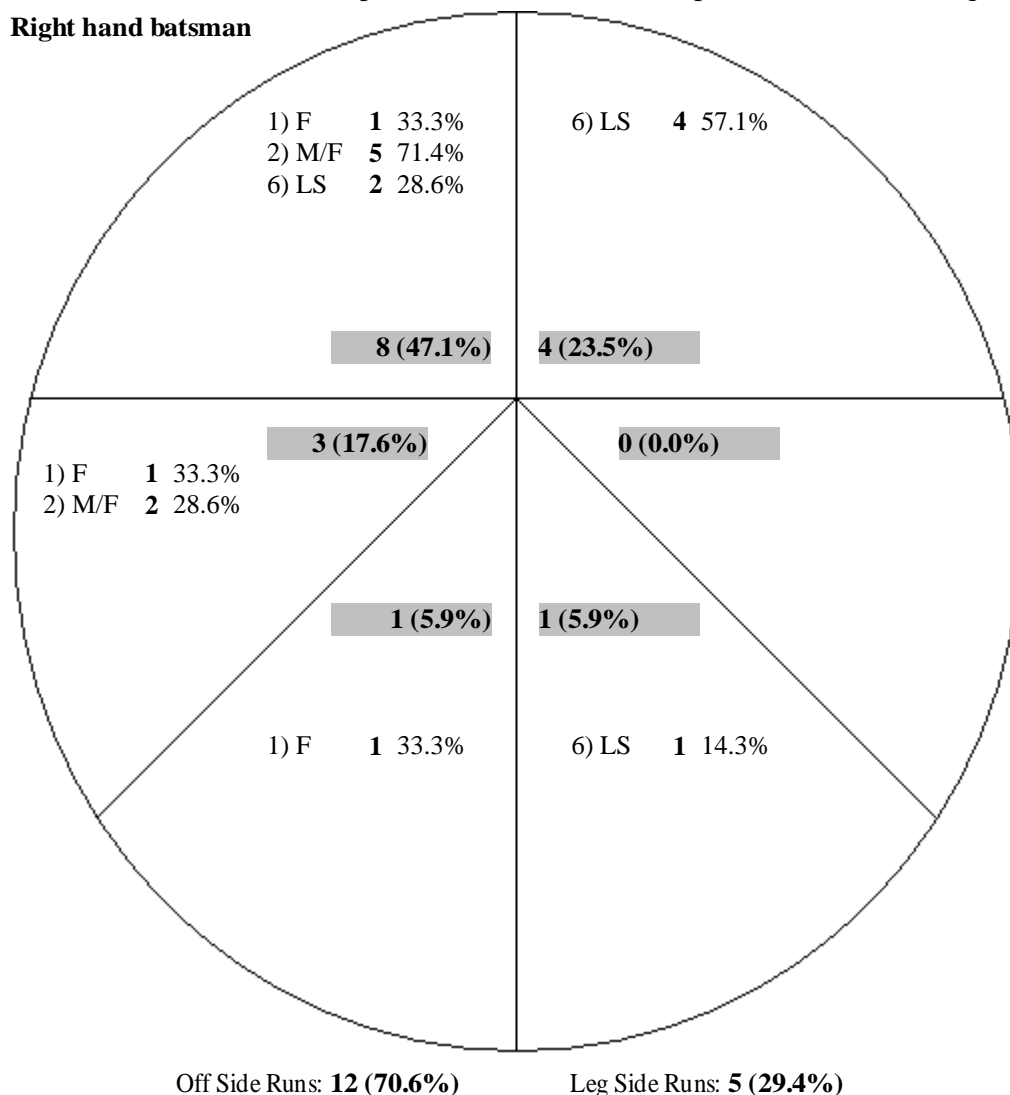 Right hand batsman
1) F 1 33.3%
2) M/F 5 71.4%
6) LS 2 28.6%
6) LS 4 57.1%
8 (47.1%)
4 (23.5%)
3 (17.6%)
0 (0.0%)
1) F 1 33.3%
2) M/F 2 28.6%
1 (5.9%)
1 (5.9%)
1) F 1 33.3%
6) LS 1 14.3%
Off Side Runs: 12 (70.6%)
Leg Side Runs: 5 (29.4%)